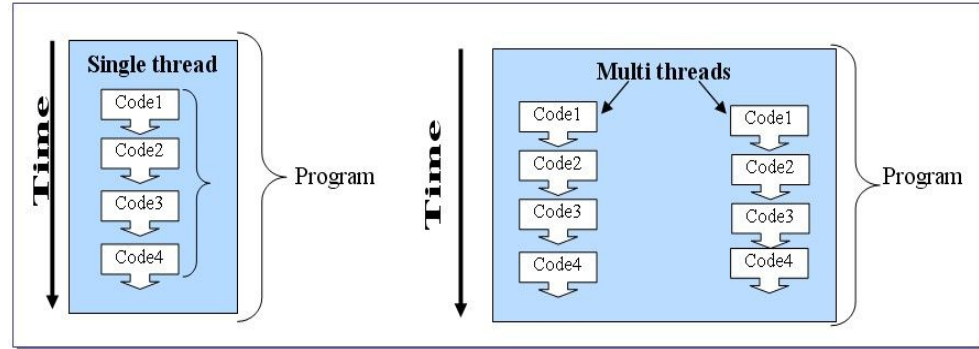 Time
Single thread
Code1
Code2
Code3
Code4
Program
Time
Multi threads
Code1
Code2
Code3
Code4
Code1
Code2
Code3
Code4
Program